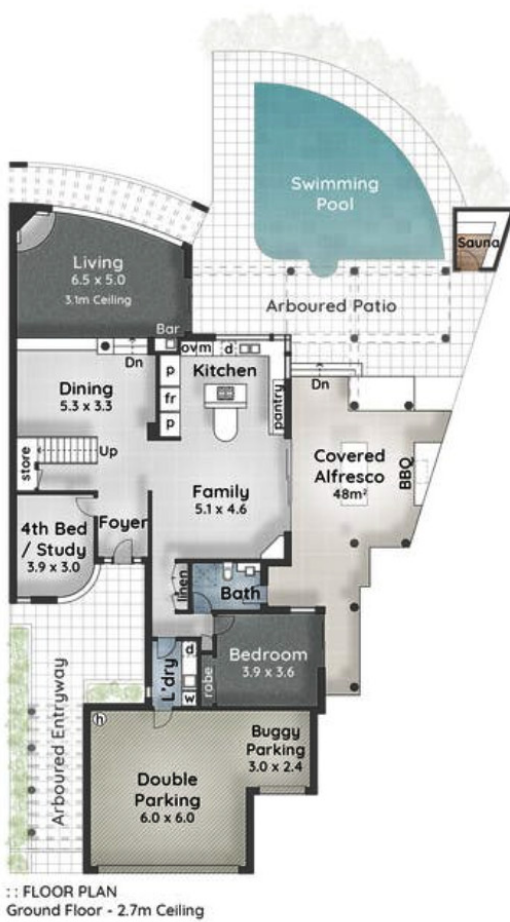 Swimming
Pool
Sauna
Living
6.5 x 5.0
3.1m Ceiling
Arboured Patio
Bar
Dn
ovm
d
Kitchen
p
fr
p
pantry
Dn
Dining
5.3 x 3.3
Up
store
Covered
Alfresco
48m²
BBQ
Family
5.1 x 4.6
Foyer
4th Bed
/ Study
3.9 x 3.0
linen
Bath
Bedroom
3.9 x 3.6
robe
d
L'dry
w
Arboured Entryway
h
Buggy
Parking
3.0 x 2.4
Double
Parking
6.0 x 6.0
:: FLOOR PLAN
Ground Floor - 2.7m Ceiling